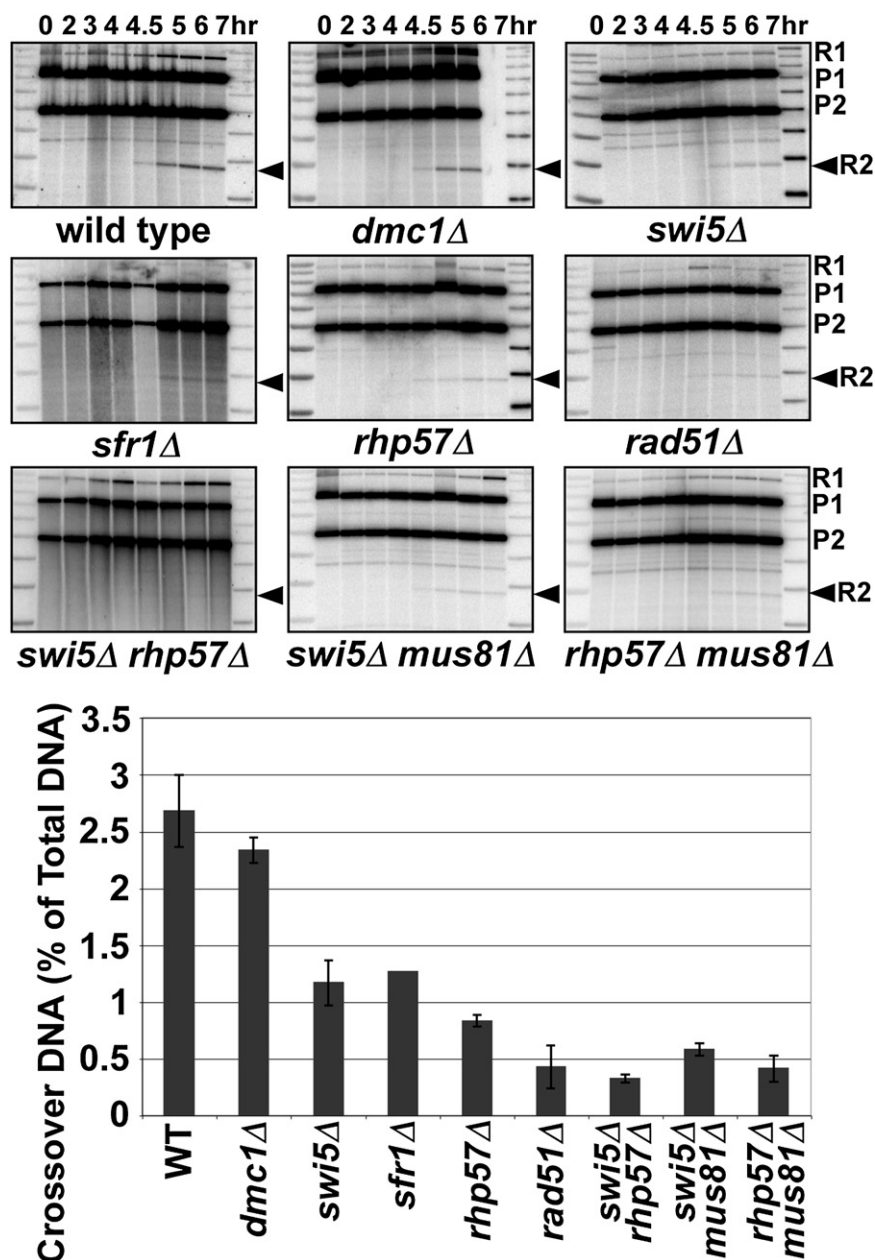 0 2 3 4 4.5 5 6 7hr
0 2 3 4 4.5 5 6 7hr
0 2 3 4 4.5 5 6 7hr
R1
P1
P2
R2
wild type
dmc1Δ
swi5Δ
R1
P1
P2
R2
sfr1Δ
rhp57Δ
rad51Δ
R1
P1
P2
R2
swi5Δ rhp57Δ
swi5Δ mus81Δ
rhp57Δ mus81Δ
Crossover DNA (% of Total DNA)
3.5
3
2.5
2
1.5
1
0.5
0
WT
dmc1Δ
swi5Δ
sfr1Δ
rhp57Δ
rad51Δ
swi5Δ
rhp57Δ
swi5Δ
mus81Δ
rhp57Δ
mus81Δ